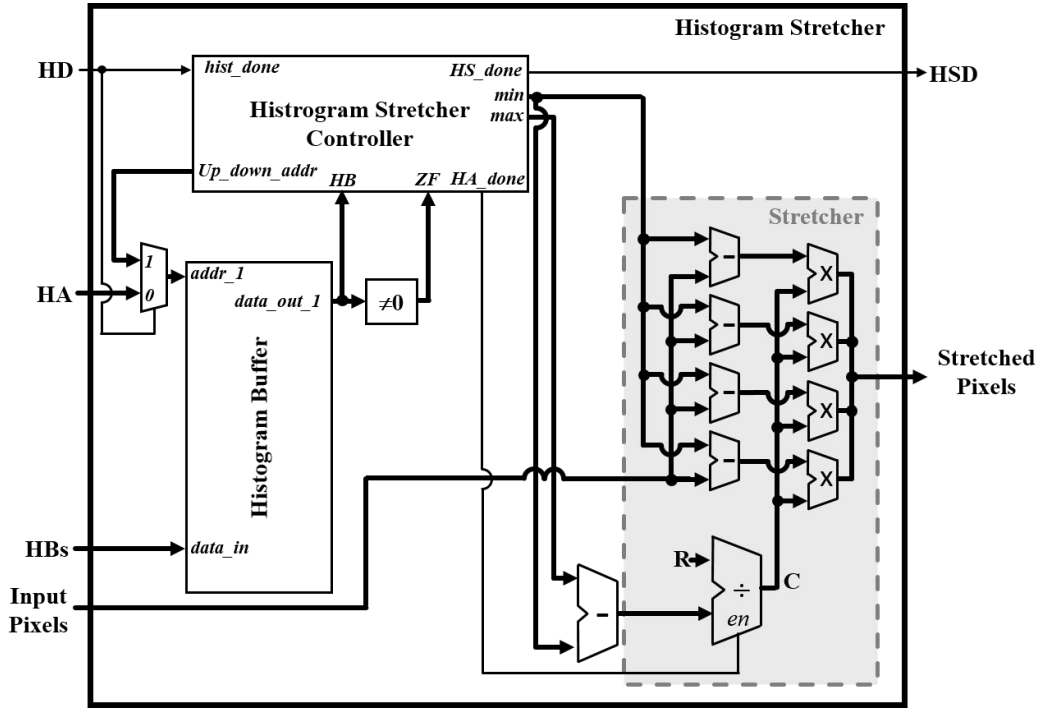 Histogram Stretcher
HD
hist_done
HS_done
HSD
min
max
Histrogram Stretcher
Controller
Up_down_addr
HB
ZF
HA_done
Stretcher
1
0
HA
addr_1
data_out_1
≠0
Histogram Buffer
-
-
-
-
X
X
X
X
Stretched
Pixels
HBs
data_in
Input
Pixels
R
÷
en
C
-